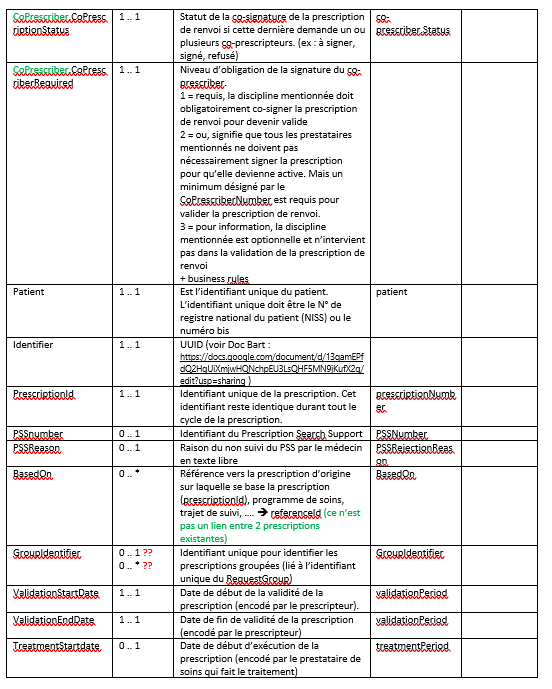 CoPrescriber.CoPresc 1 .. 1 Statut de la co-signature de la prescription co-
riptionStatus de renvoi si cette dernière demande un ou prescriber.Status
plusieurs co-prescripteurs. (ex : à signer,
signé, refusé)
CoPrescriber.CoPresc 1 .. 1 Niveau d'obligation de la signature du co-
riberRequired prescriber.
1 = requis, la discipline mentionnée doit
obligatoirement co-signer la prescription
de renvoi pour devenir valide
2 = ou, signifie que tous les prestataires
mentionnés ne doivent pas
nécessairement signer la prescription
pour qu'elle devienne active. Mais un
minimum désigné par le
CoPrescriberNumber est requis pour
valider la prescription de renvoi.
3 = pour information, la discipline
mentionnée est optionnelle et n'intervient
pas dans la validation de la prescription de
renvoi
+ business rules
Patient 1 .. 1 Est l'identifiant unique du patient. patient
L'identifiant unique doit être le N° de
registre national du patient (NISS) ou le
numéro bis
Identifier 1 .. 1 UUID (voir Doc Bart :
https://docs.google.com/document/d/13qamEPf
dQ2HqUiXmjwHQNchpEU3LsQHF5MN9jKufX2q/
edit?usp=sharing )
PrescriptionId 1 .. 1 Identifiant unique de la prescription. Cet prescriptionNumb
identifiant reste identique durant tout le er
cycle de la prescription.
PSSnumber 0 .. 1 Identifiant du Prescription Search Support PSSNumber
PSSReason 0 .. 1 Raison du non suivi du PSS par le médecin PSSRejectionReas
en texte libre on
BasedOn 0 .. * Référence vers la prescription d'origine BasedOn
sur laquelle se base la prescription
(prescriptionId), programme de soins,
trajet de suivi, .... ➔ referenceId (ce n'est
pas un lien entre 2 prescriptions
existantes)
GroupIdentifier 0 .. 1 ?? Identifiant unique pour identifier les GroupIdentifier
0 .. * ?? prescriptions groupées (lié à l'identifiant
unique du RequestGroup)
ValidationStartDate 1 .. 1 Date de début de la validité de la validationPeriod
prescription (encodé par le prescripteur).
ValidationEndDate 1 .. 1 Date de fin de validité de la prescription validationPeriod
(encodé par le prescripteur)
TreatmentStartdate 0 .. 1 Date de début d'exécution de la treatmentPeriod
prescription (encodé par le prestataire de
soins qui fait le traitement)